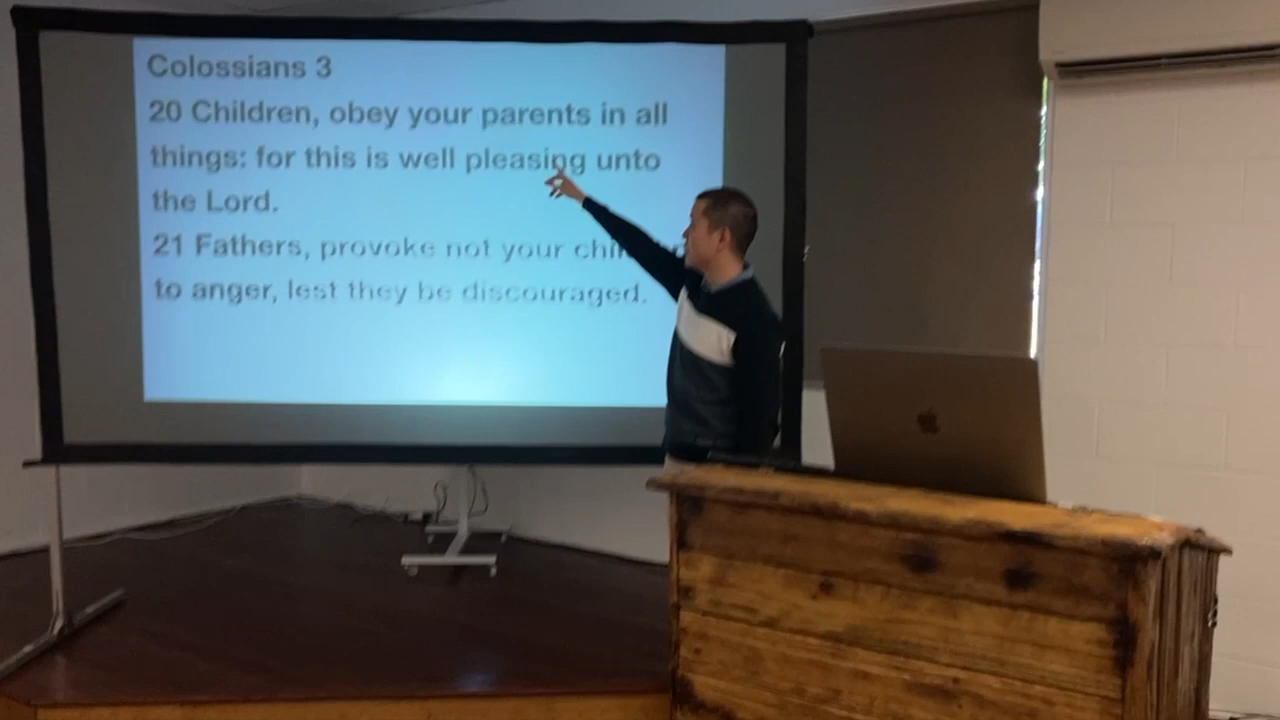 Colossians 3
20 Children, obey your parents in all
things: for this is well pleasing unto
the Lord.
21 Fathers, provoke not your
to anger, lest they be discouraged.